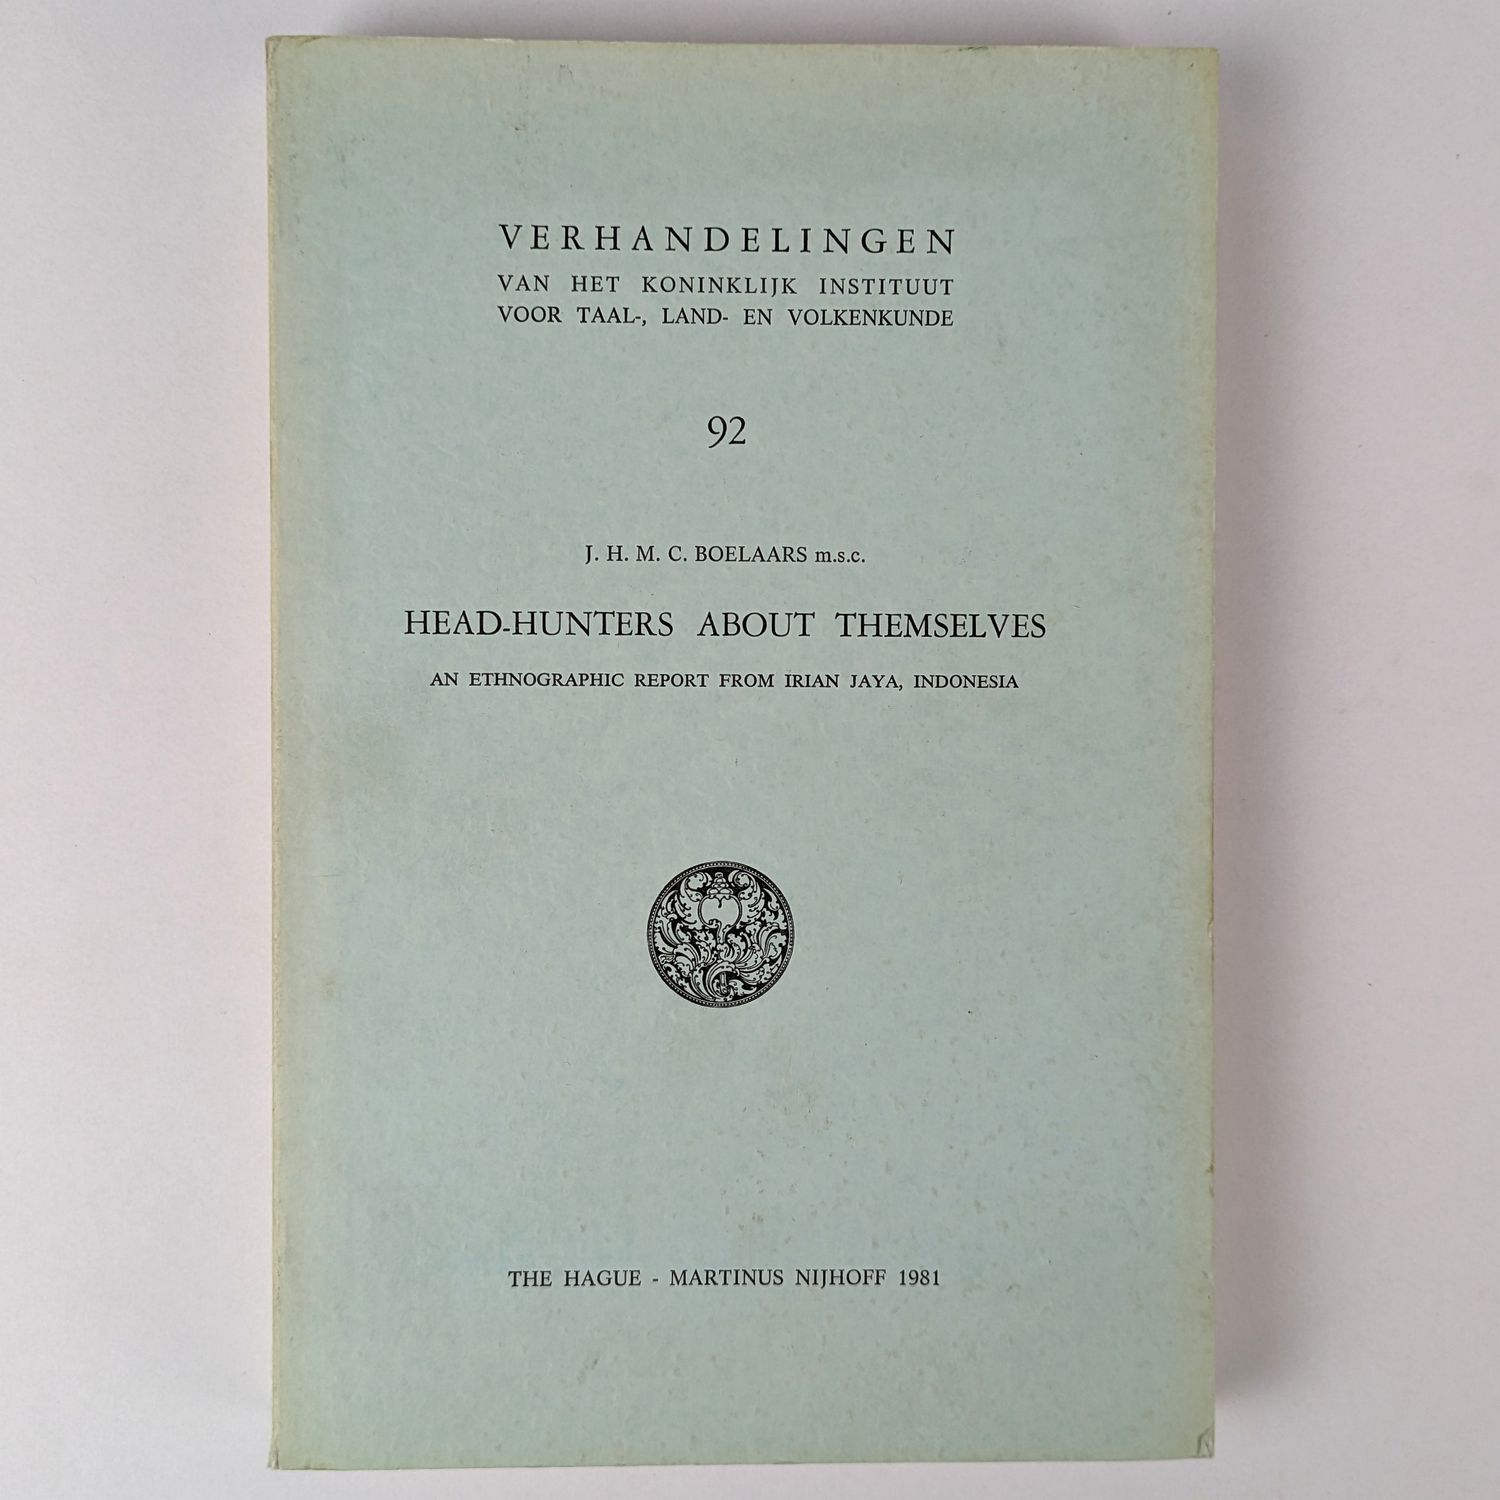 VERHANDELINGEN
VAN HET KONINKLIJK INSTITUUT
VOOR TAAL-, LAND- EN VOLKENKUNDE
92
J. H. M. C. BOELAARS m.s.c.
HEAD-HUNTERS ABOUT THEMSELVES
AN ETHNOGRAPHIC REPORT FROM IRIAN JAYA, INDONESIA
THE HAGUE - MARTINUS NIJHOFF 1981